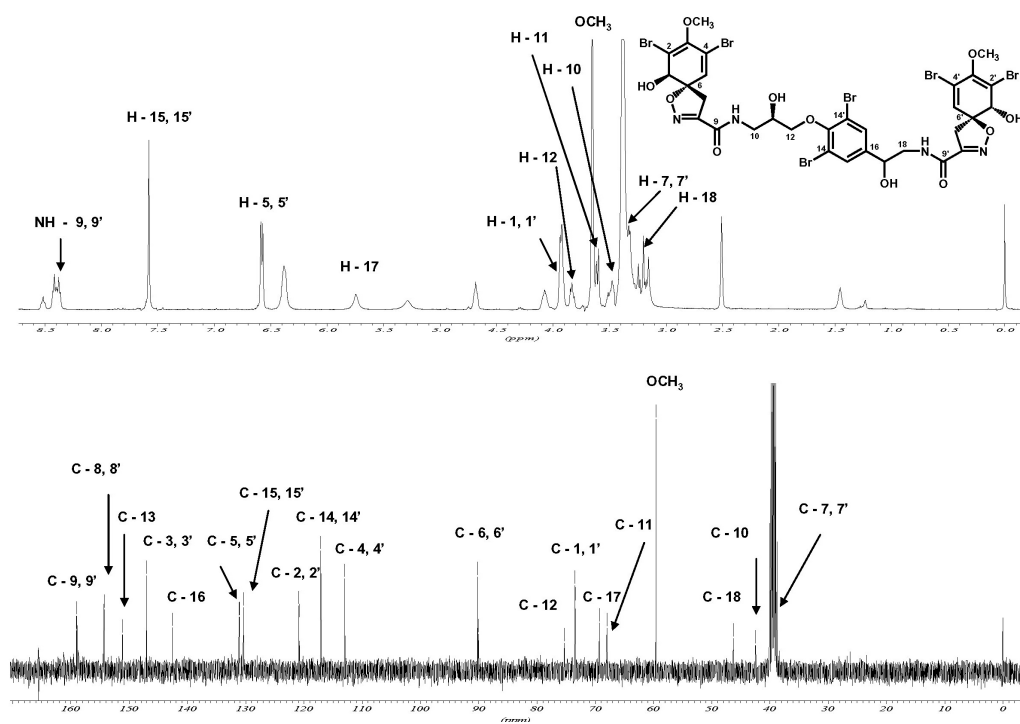 OCH3
H - 11
H - 10
H - 15, 15'
H - 12
H - 7, 7'
H - 5, 5'
H - 18
NH - 9, 9'
H - 1, 1'
H - 17
8.5 8.0 7.5 7.0 6.5 6.0 5.5 5.0 4.5 4.0 3.5 3.0 2.5 2.0 1.5 1.0 0.5 0.0
(ppm)
OCH3
Br 2 4 Br
HO 6
O
N
9
O
H
N
10
OH
12
O
Br
14'
14
Br
16
OH
18
H
N
9'
O
OCH3
Br 4' 2' Br
6' OH
O
N
OCH3
C - 8, 8'
C - 15, 15'
C - 7, 7'
C - 13
C - 14, 14'
C - 11
C - 3, 3'
C - 5, 5'
C - 10
C - 4, 4'
C - 6, 6'
C - 1, 1'
C - 9, 9'
C - 2, 2'
C - 16
C - 17
C - 18
C - 12
160 150 140 130 120 110 100 90 80 70 60 50 40 30 20 10 0
(ppm)